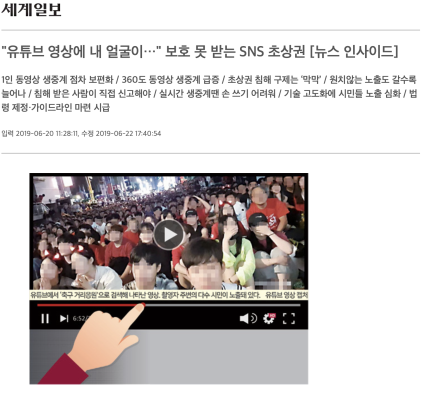 세계일보
"유튜브 영상에 내 얼굴이…" 보호 못 받는 SNS 초상권 [뉴스 인사이드]
1인 동영상 생중계 점차 보편화 / 360도 동영상 생중계 급증 / 초상권 침해 구제는 '막막' / 원치않는 노출도 갈수록
늘어나 / 침해 받은 사람이 직접 신고해야 / 실시간 생중계땐 손 쓰기 어려워 / 기술 고도화에 시민들 노출 심화 / 법
령 제정·가이드라인 마련 시급
입력 2019-06-20 11:28:11, 수정 2019-06-22 17:40:54
유튜브에서 '축구 거리응원'으로 검색해 나타난 영상. 촬영자 주변의 다수 시민이 노출돼 있다. 유튜브 영상 캡처
6:52/